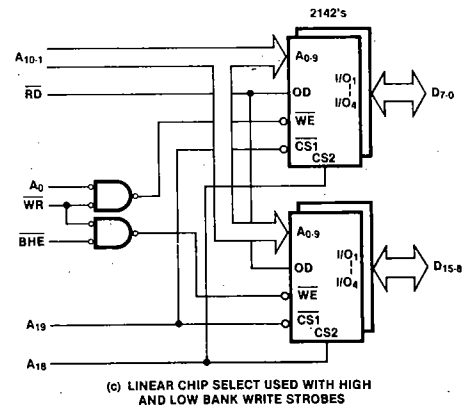 2142's
A10-1
A0-9
I/O1
I/O4
D7-0
RD
OD
WE
CS1
CS2
A0
WR
BHE
A0-9
I/O1
I/O4
D15-8
OD
WE
CS1
CS2
A19
A18
(c) LINEAR CHIP SELECT USED WITH HIGH
AND LOW BANK WRITE STROBES